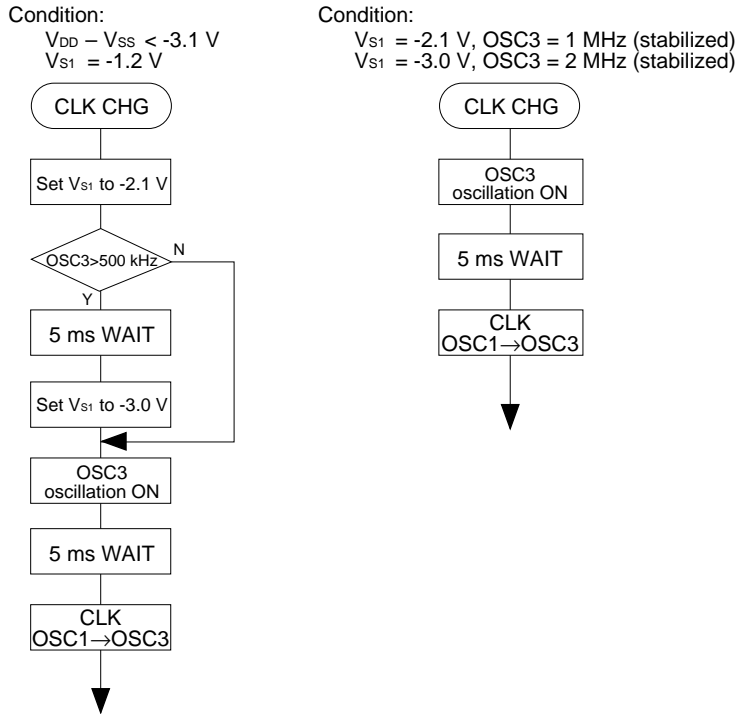 Condition:
VDD – VSS < -3.1 V
VS1 = -1.2 V
CLK CHG
Set VS1 to -2.1 V
OSC3>500 kHz
N
Y
5 ms WAIT
Set VS1 to -3.0 V
OSC3
oscillation ON
5 ms WAIT
CLK
OSC1→OSC3
Condition:
VS1 = -2.1 V, OSC3 = 1 MHz (stabilized)
VS1 = -3.0 V, OSC3 = 2 MHz (stabilized)
CLK CHG
OSC3
oscillation ON
5 ms WAIT
CLK
OSC1→OSC3